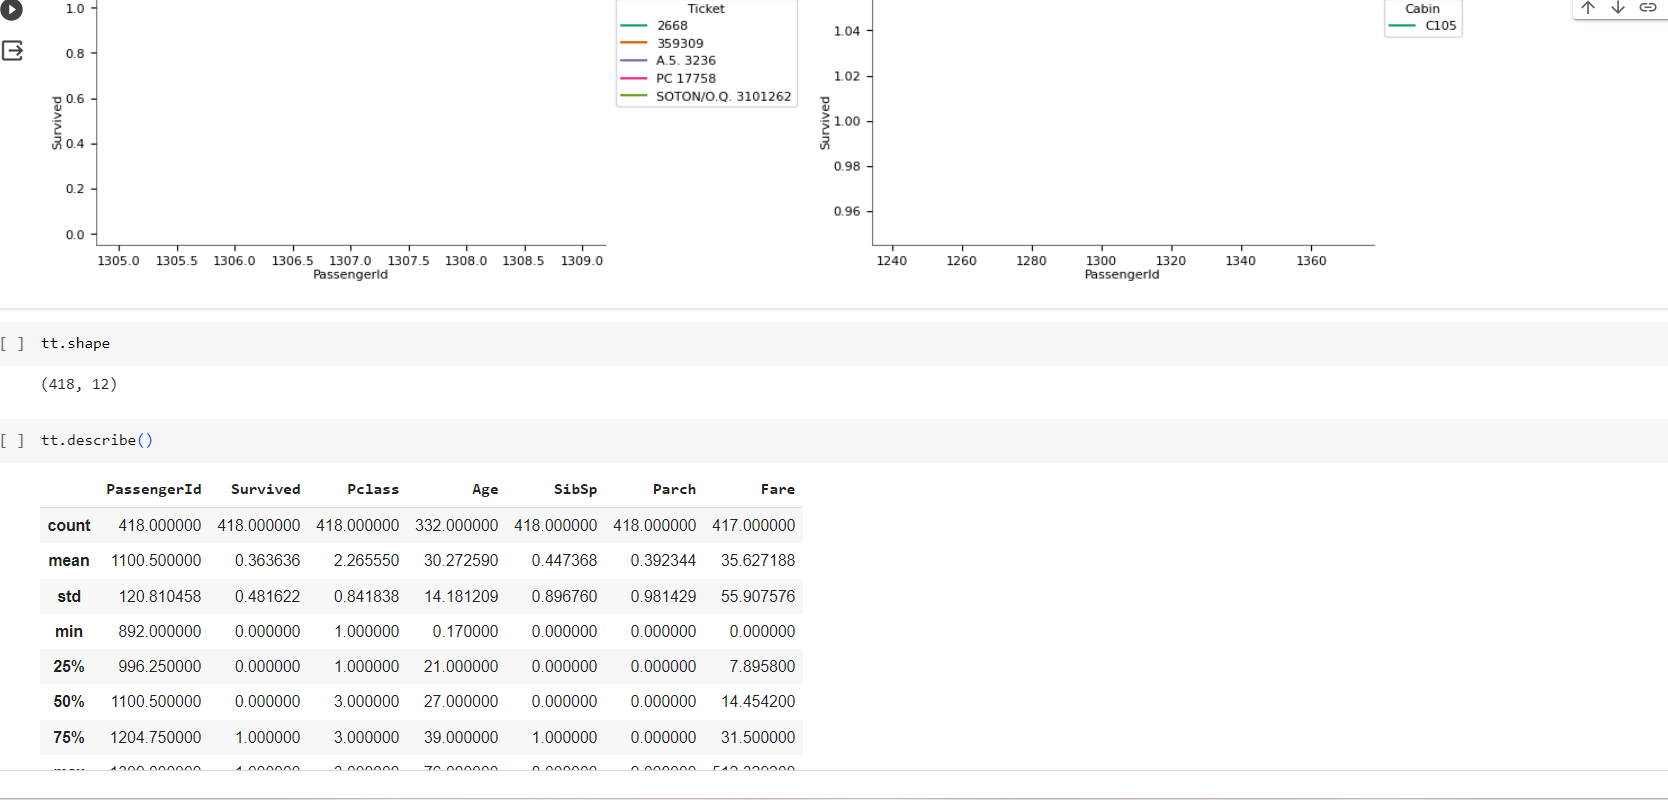 1.0
0.8
0.6
0.4
0.2
0.0
Survived
1305.0 1305.5 1306.0 1306.5 1307.0 1307.5 1308.0 1308.5 1309.0
PassengerId
Ticket
2668
359309
A.5. 3236
PC 17758
SOTON/O.Q. 3101262
1.04
1.02
1.00
0.98
0.96
Survived
1240 1260 1280 1300 1320 1340 1360
PassengerId
Cabin
C105
[ ] tt.shape
(418, 12)
[ ] tt.describe()
PassengerId Survived Pclass Age SibSp Parch Fare
count 418.000000 418.000000 418.000000 332.000000 418.000000 418.000000 417.000000
mean 1100.500000 0.363636 2.265550 30.272590 0.447368 0.392344 35.627188
std 120.810458 0.481622 0.841838 14.181209 0.896760 0.981429 55.907576
min 892.000000 0.000000 1.000000 0.170000 0.000000 0.000000 0.000000
25% 996.250000 0.000000 1.000000 21.000000 0.000000 0.000000 7.895800
50% 1100.500000 0.000000 3.000000 27.000000 0.000000 0.000000 14.454200
75% 1204.750000 1.000000 3.000000 39.000000 1.000000 0.000000 31.500000